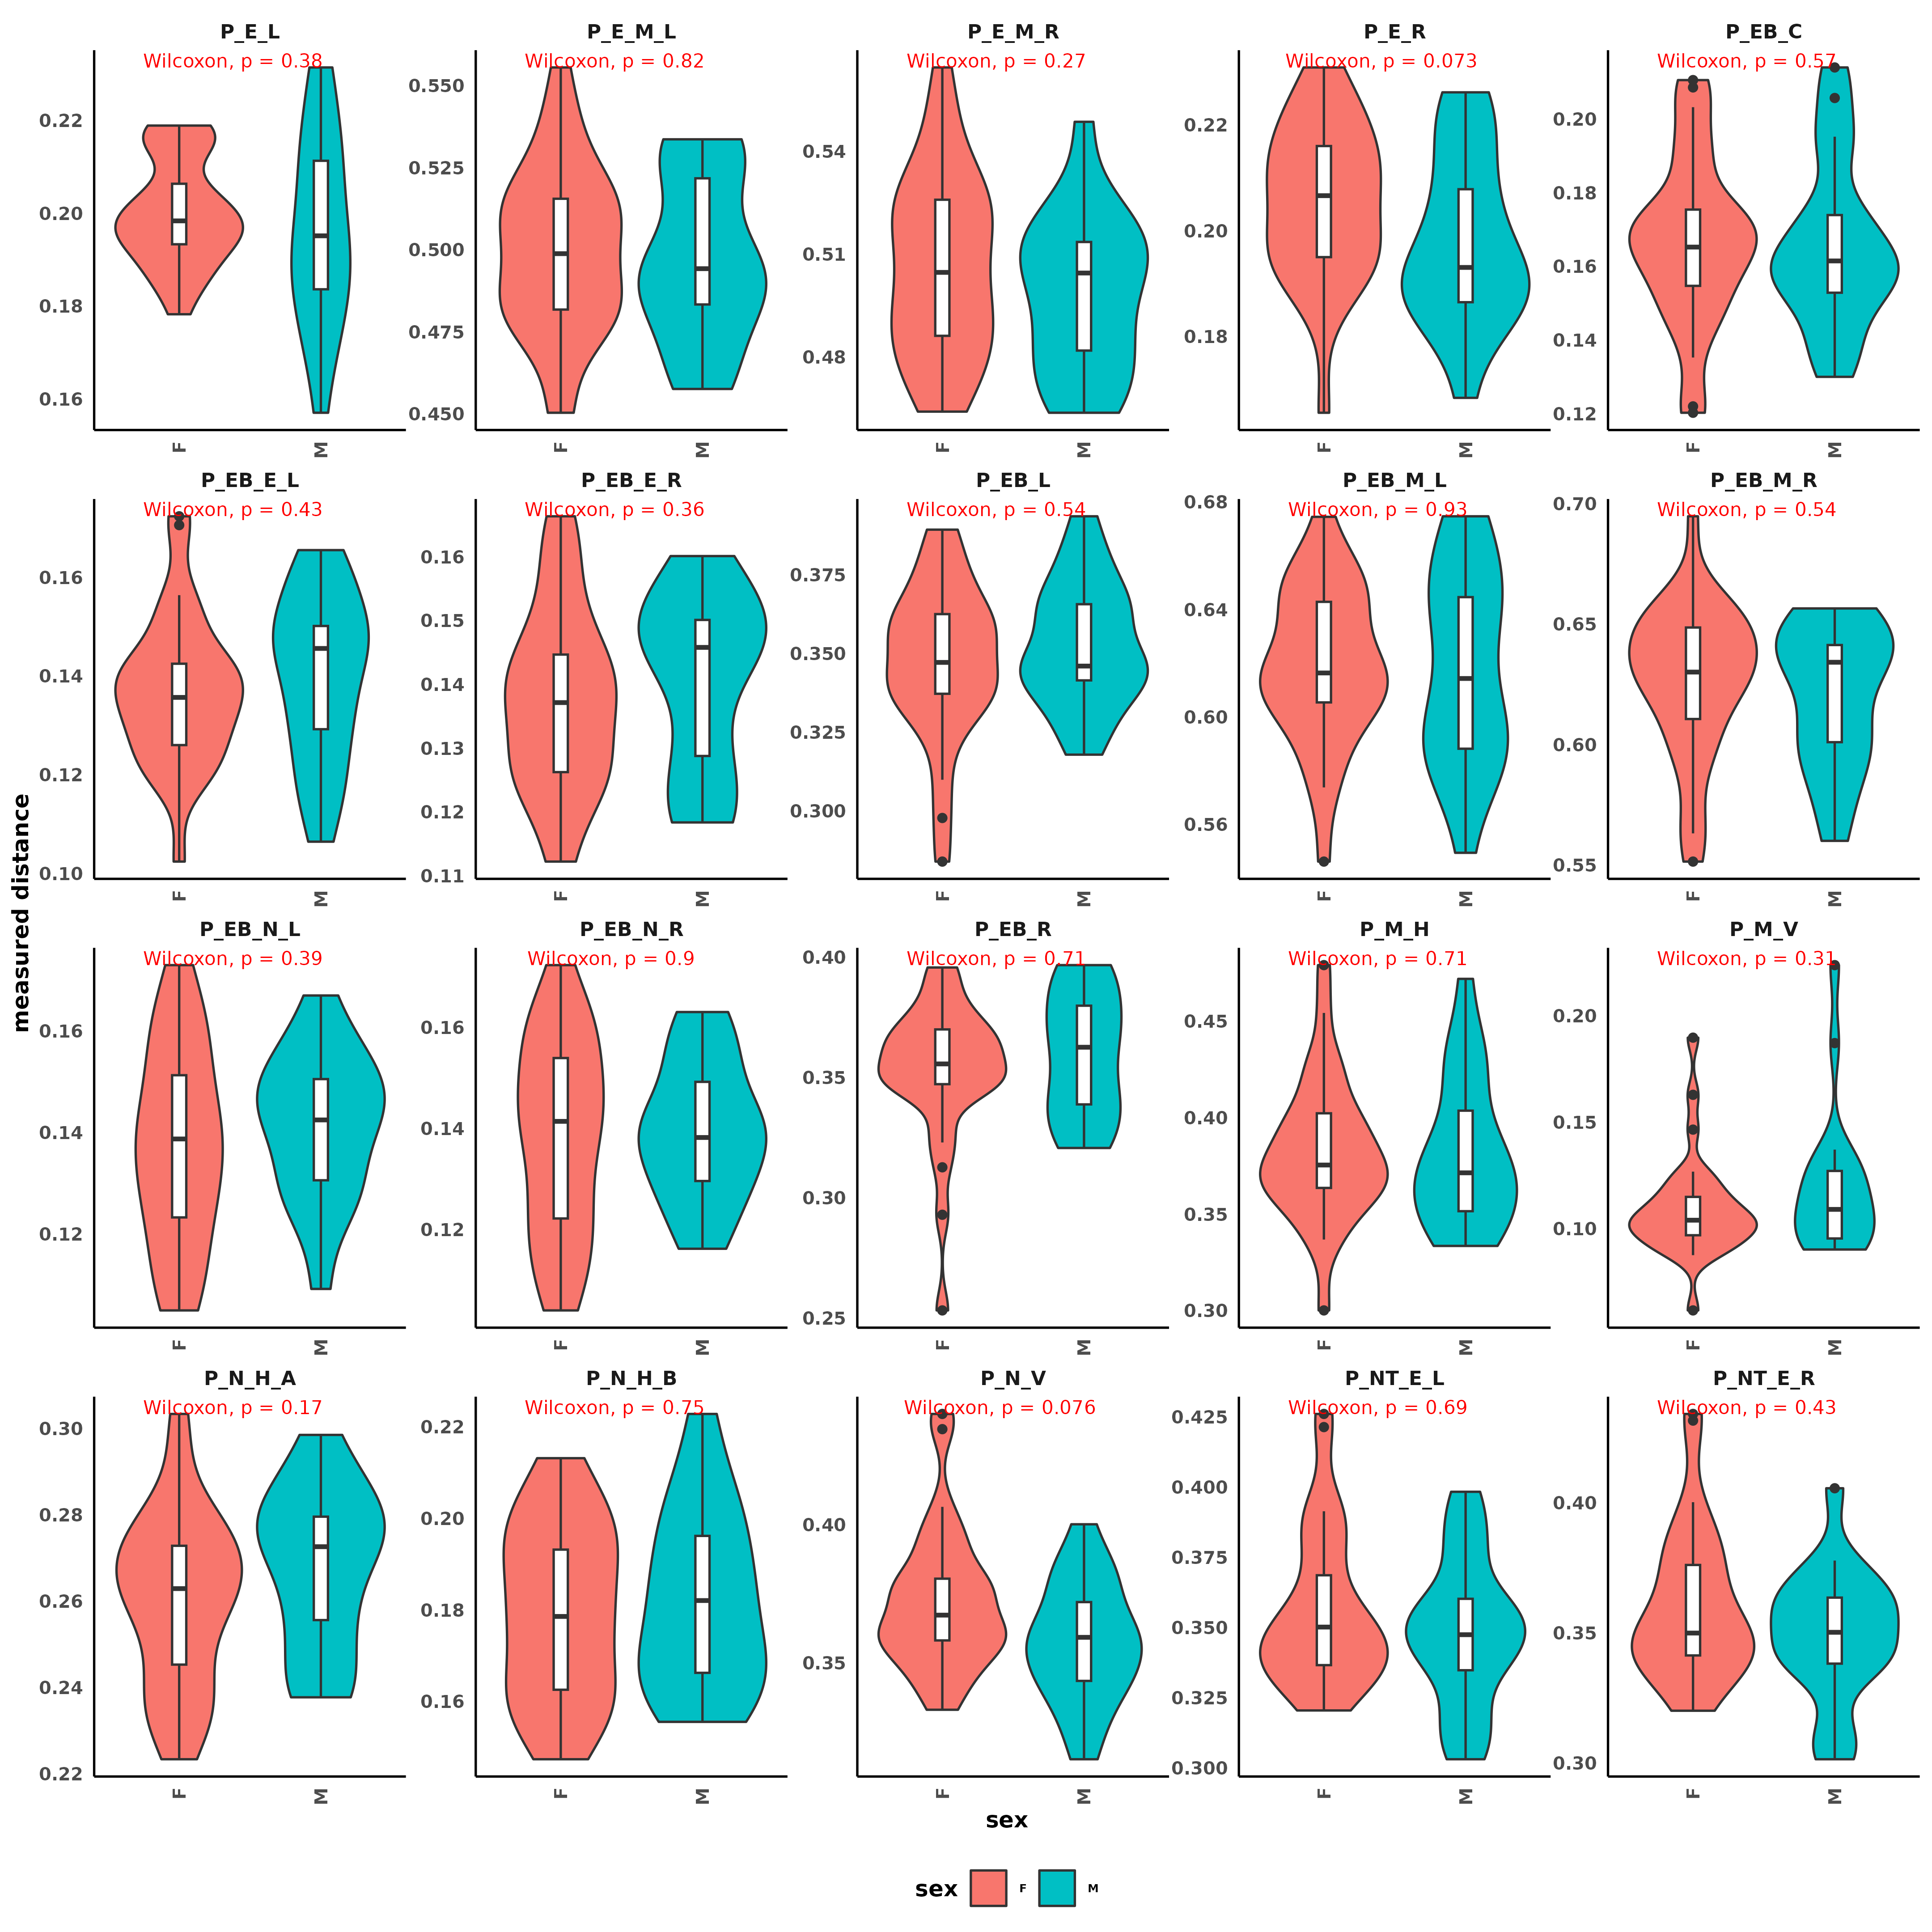 P_E_L P_E_M_L P_E_M_R P_E_R P_EB_C
Wilcoxon, p = 0.38 Wilcoxon, p = 0.82 Wilcoxon, p = 0.27 Wilcoxon, p = 0.073 Wilcoxon, p = 0.57
0.22 0.20 0.18 0.16
0.550 0.525 0.500 0.475 0.450
0.54 0.51 0.48
0.22 0.20 0.18
0.20 0.18 0.16 0.14 0.12
F M F M F M F M F M
P_EB_E_L P_EB_E_R P_EB_L P_EB_M_L P_EB_M_R
Wilcoxon, p = 0.43 Wilcoxon, p = 0.36 Wilcoxon, p = 0.54 Wilcoxon, p = 0.93 Wilcoxon, p = 0.54
0.16 0.14 0.12 0.10
0.16 0.15 0.14 0.13 0.12 0.11
0.375 0.350 0.325 0.300
0.68 0.64 0.60 0.56
0.70 0.65 0.60 0.55
F M F M F M F M F M
measured distance
P_EB_N_L P_EB_N_R P_EB_R P_M_H P_M_V
Wilcoxon, p = 0.39 Wilcoxon, p = 0.9 Wilcoxon, p = 0.71 Wilcoxon, p = 0.71 Wilcoxon, p = 0.31
0.16 0.14 0.12
0.16 0.14 0.12
0.40 0.35 0.30 0.25
0.45 0.40 0.35 0.30
0.20 0.15 0.10
F M F M F M F M F M
P_N_H_A P_N_H_B P_N_V P_NT_E_L P_NT_E_R
Wilcoxon, p = 0.17 Wilcoxon, p = 0.75 Wilcoxon, p = 0.076 Wilcoxon, p = 0.69 Wilcoxon, p = 0.43
0.30 0.28 0.26 0.24 0.22
0.22 0.20 0.18 0.16
0.40 0.35
0.425 0.400 0.375 0.350 0.325 0.300
0.40 0.35 0.30
F M F M F M F M F M
sex
sex F M